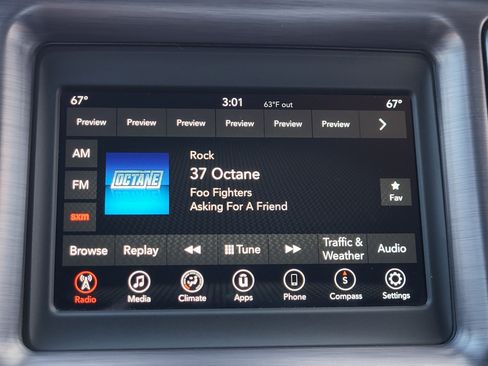 67° 3:01 63°F out 67°
Preview Preview Preview Preview Preview Preview
AM
FM
sxm
OCTANE
Rock
37 Octane
Foo Fighters
Asking For A Friend
Fav
Browse Replay Tune Traffic & Weather Audio
Radio Media Climate Apps Phone Compass Settings
U
S